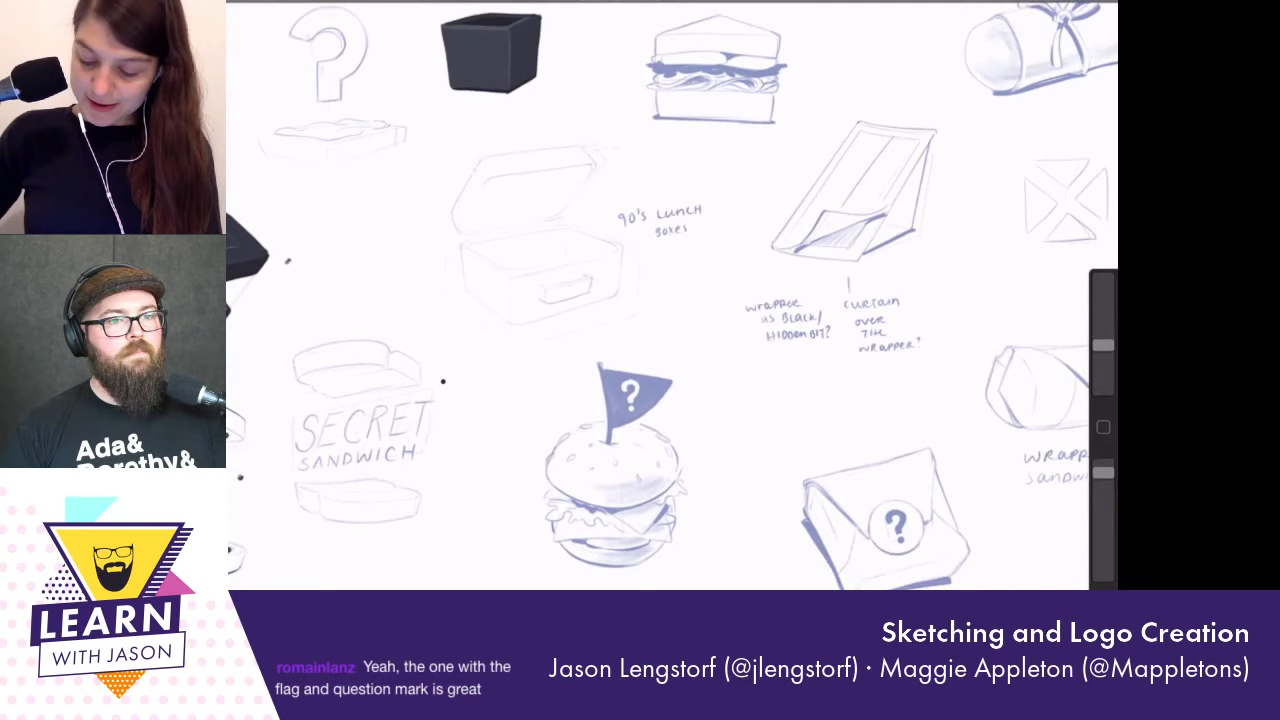 ?
90's LUNCH
BOXES
WRAPPER
as BLACK/
HIDDEN BIT?
CURTAIN
OVER
THE
WRAPPER?
SECRET
SANDWICH
?
?
WRAPP
SANDWI
Ada&
Dorothy&
LEARN
WITH JASON
romainlanz Yeah, the one with the
flag and question mark is great
Sketching and Logo Creation
Jason Lengstorf (@jlengstorf) · Maggie Appleton (@Mappletons)